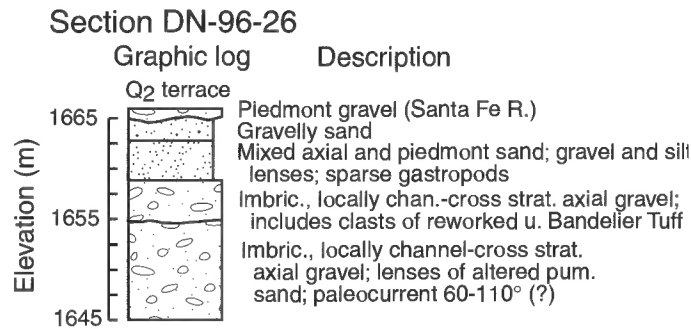 Section DN-96-26
Graphic log Description
Q2 terrace
Elevation (m)
1665
1655
1645
Piedmont gravel (Santa Fe R.)
Gravelly sand
Mixed axial and piedmont sand; gravel and silt
lenses; sparse gastropods
Imbric., locally chan.-cross strat. axial gravel;
includes clasts of reworked u. Bandelier Tuff
Imbric., locally channel-cross strat.
axial gravel; lenses of altered pum.
sand; paleocurrent 60-110° (?)